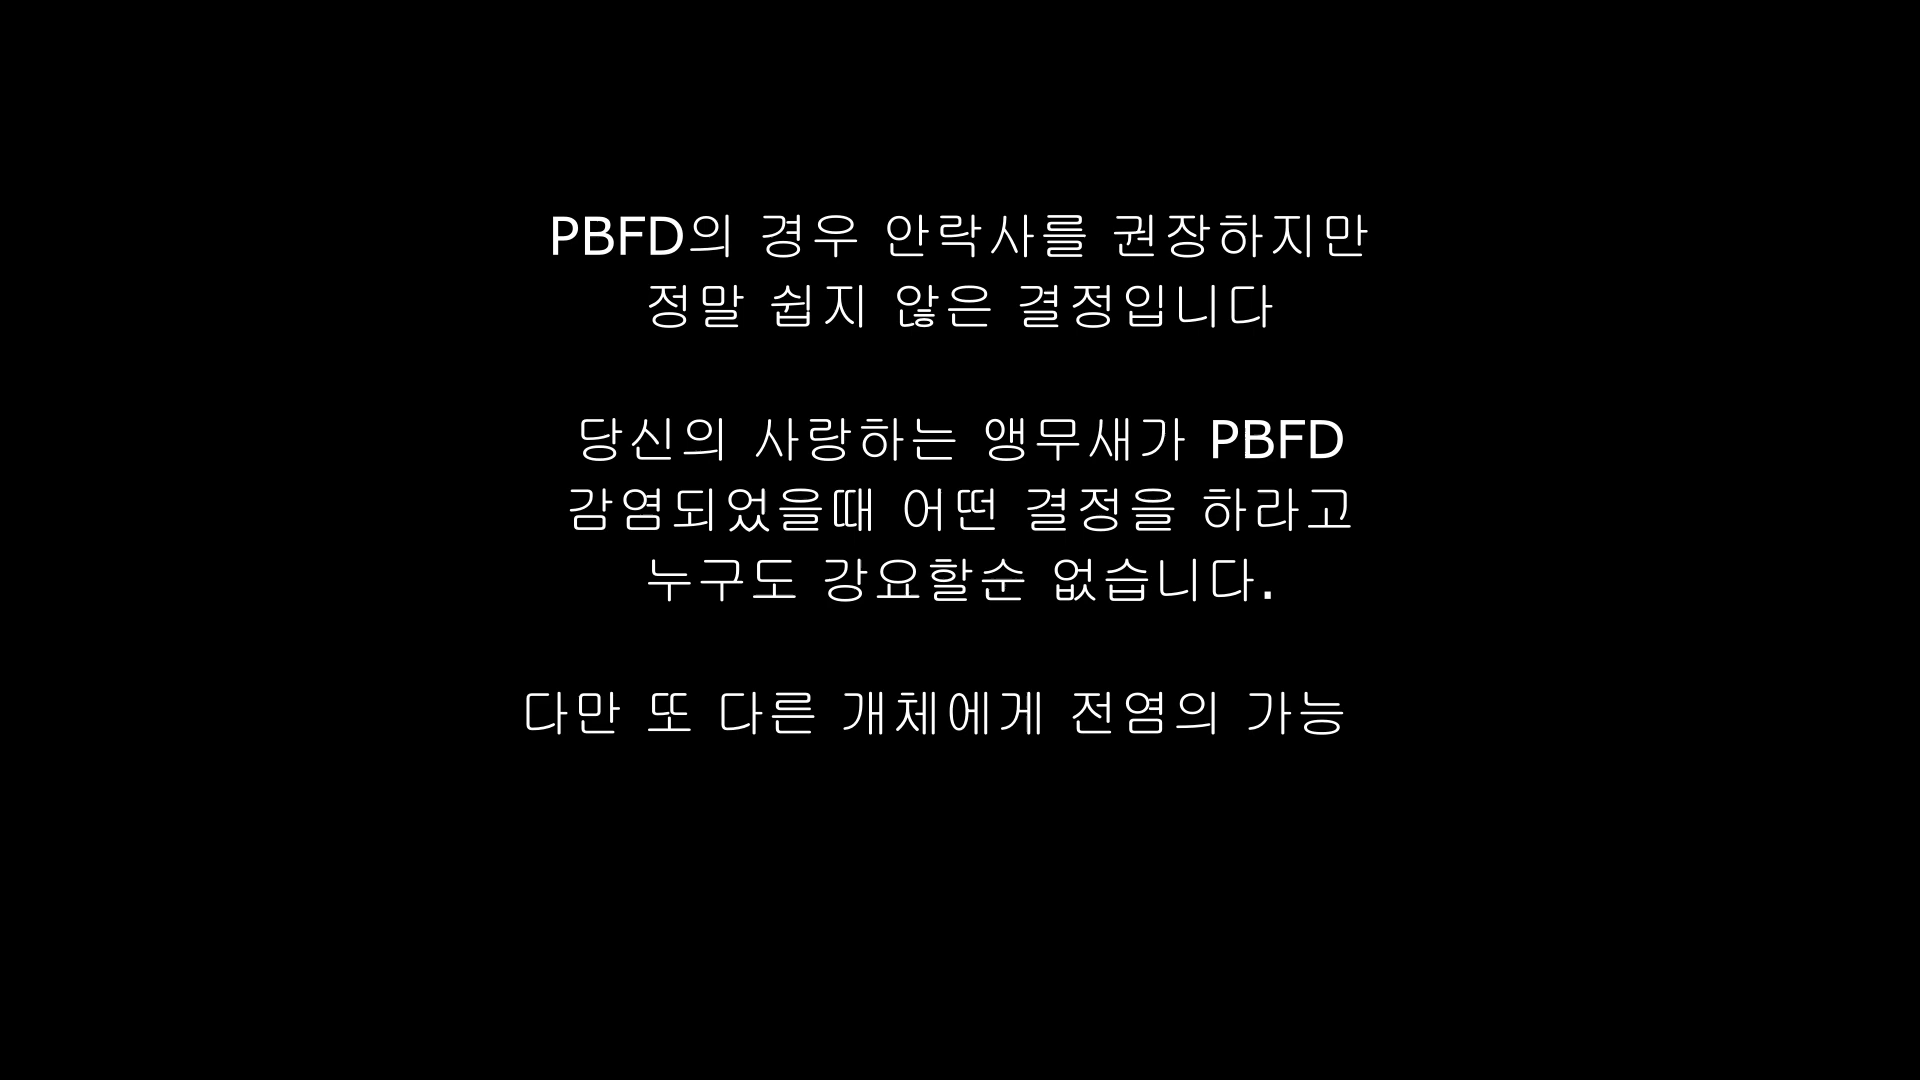 PBFD의 경우 안락사를 권장하지만
정말 쉽지 않은 결정입니다
당신의 사랑하는 앵무새가 PBFD
감염되었을때 어떤 결정을 하라고
누구도 강요할순 없습니다.
다만 또 다른 개체에게 전염의 가능